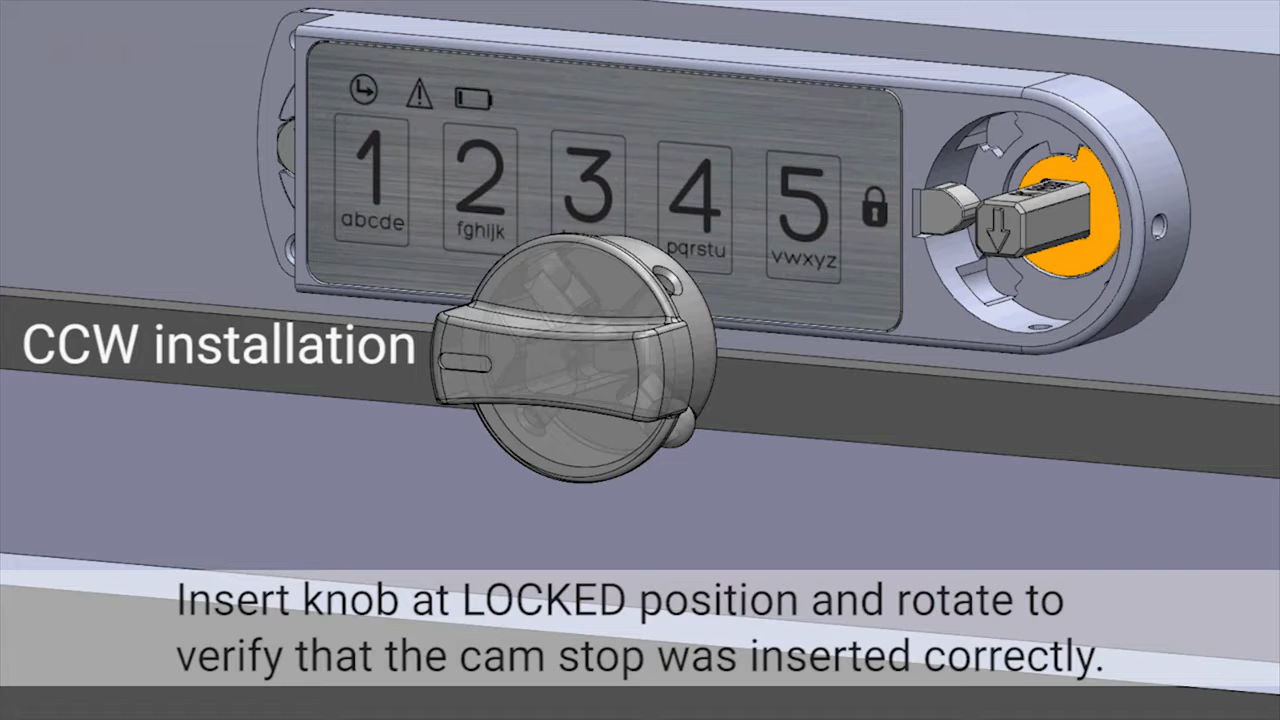 1 2 3 4 5
abcde fghijk pqrstu vwxyz
CCW installation
Insert knob at LOCKED position and rotate to
verify that the cam stop was inserted correctly.